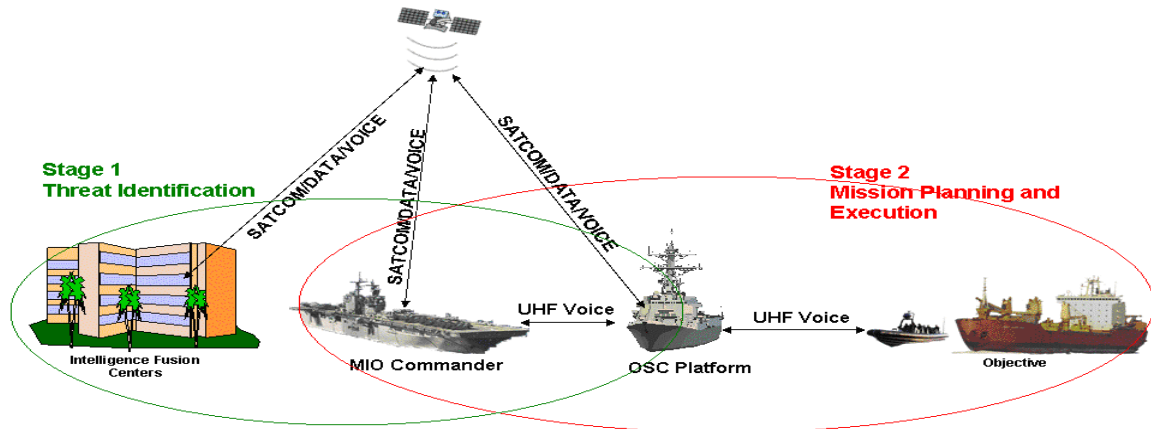 SATCOM/DATA/VOICE
SATCOM/DATA/VOICE
SATCOM/DATA/VOICE
Stage 1
Threat Identification
Stage 2
Mission Planning and
Execution
UHF Voice
UHF Voice
Intelligence Fusion
Centers
MIO Commander
OSC Platform
Objective